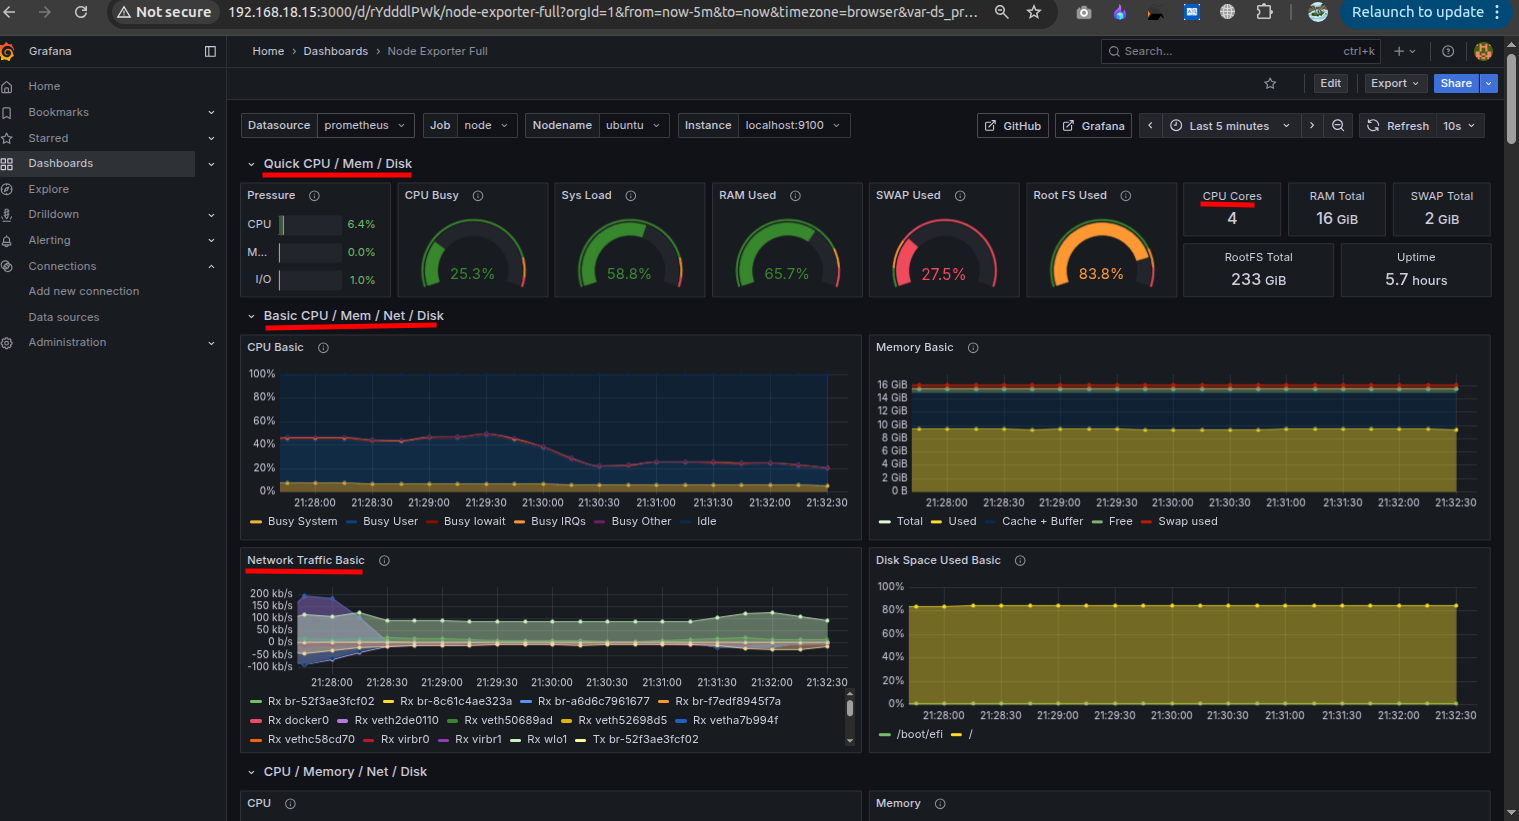 Not secure 192.168.18.15:3000/d/rYdddlPWk/node-exporter-full?orgId=1&from=now-5m&to=now&timezone=browser&var-ds_pr... Relaunch to update
Grafana Home › Dashboards › Node Exporter Full Search... ctrl+k
Edit Export Share
Home
Bookmarks
Starred
Dashboards
Explore
Drilldown
Alerting
Connections
Add new connection
Data sources
Administration
Datasource prometheus Job node Nodename ubuntu Instance localhost:9100 GitHub Grafana Last 5 minutes Refresh 10s
Quick CPU / Mem / Disk
Pressure
CPU 6.4%
M... 0.0%
I/O 1.0%
CPU Busy
25.3%
Sys Load
58.8%
RAM Used
65.7%
SWAP Used
27.5%
Root FS Used
83.8%
CPU Cores
4
RAM Total
16 GiB
SWAP Total
2 GiB
RootFS Total
233 GiB
Uptime
5.7 hours
Basic CPU / Mem / Net / Disk
CPU Basic
100%
80%
60%
40%
20%
0%
21:28:00 21:28:30 21:29:00 21:29:30 21:30:00 21:30:30 21:31:00 21:31:30 21:32:00 21:32:30
Busy System Busy User Busy Iowait Busy IRQs Busy Other Idle
Memory Basic
16 GiB
14 GiB
12 GiB
10 GiB
8 GiB
6 GiB
4 GiB
2 GiB
0 B
21:28:00 21:28:30 21:29:00 21:29:30 21:30:00 21:30:30 21:31:00 21:31:30 21:32:00 21:32:30
Total Used Cache + Buffer Free Swap used
Network Traffic Basic
200 kb/s
150 kb/s
100 kb/s
50 kb/s
0 b/s
-50 kb/s
-100 kb/s
21:28:00 21:28:30 21:29:00 21:29:30 21:30:00 21:30:30 21:31:00 21:31:30 21:32:00 21:32:30
Rx br-52f3ae3fcf02 Rx br-8c61c4ae323a Rx br-a6d6c7961677 Rx br-f7edf8945f7a
Rx docker0 Rx veth2de0110 Rx veth50689ad Rx veth52698d5 Rx vetha7b994f
Rx vethc58cd70 Rx virbr0 Rx virbr1 Rx wlo1 Tx br-52f3ae3fcf02
Disk Space Used Basic
100%
80%
60%
40%
20%
0%
21:28:00 21:28:30 21:29:00 21:29:30 21:30:00 21:30:30 21:31:00 21:31:30 21:32:00 21:32:30
/boot/efi /
CPU / Memory / Net / Disk
CPU
Memory